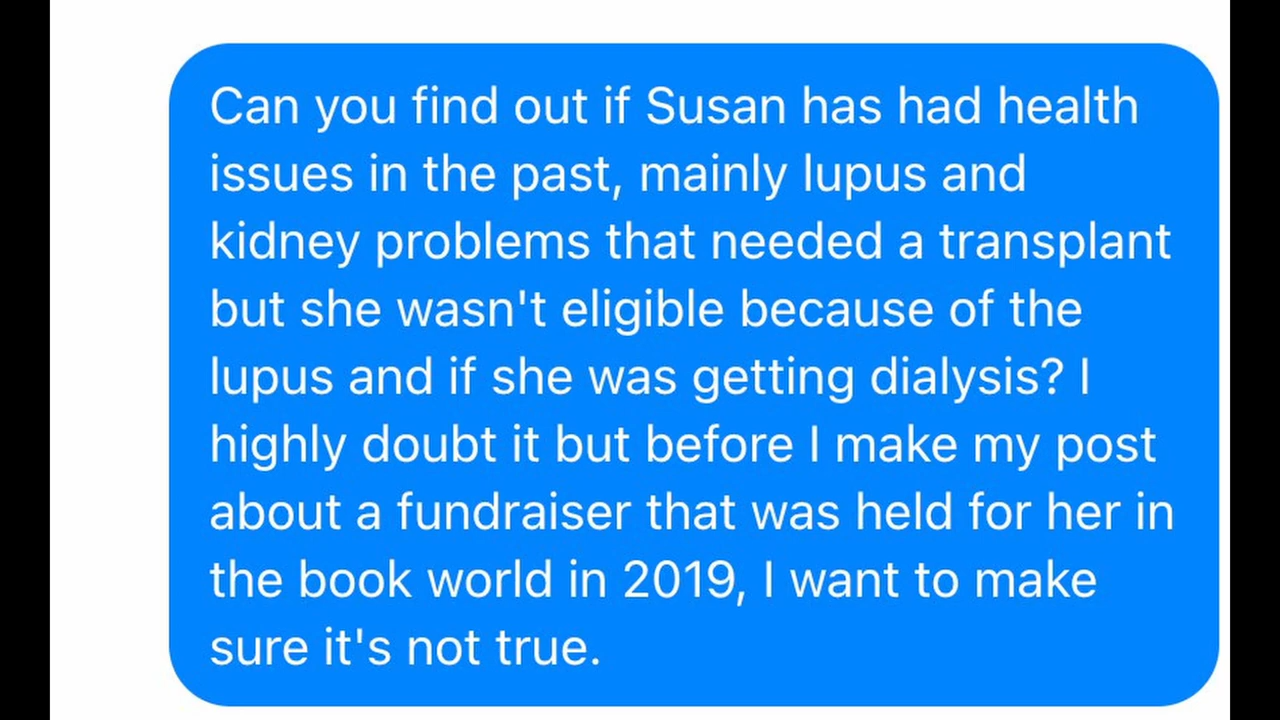 Can you find out if Susan has had health
issues in the past, mainly lupus and
kidney problems that needed a transplant
but she wasn't eligible because of the
lupus and if she was getting dialysis? I
highly doubt it but before I make my post
about a fundraiser that was held for her in
the book world in 2019, I want to make
sure it's not true.